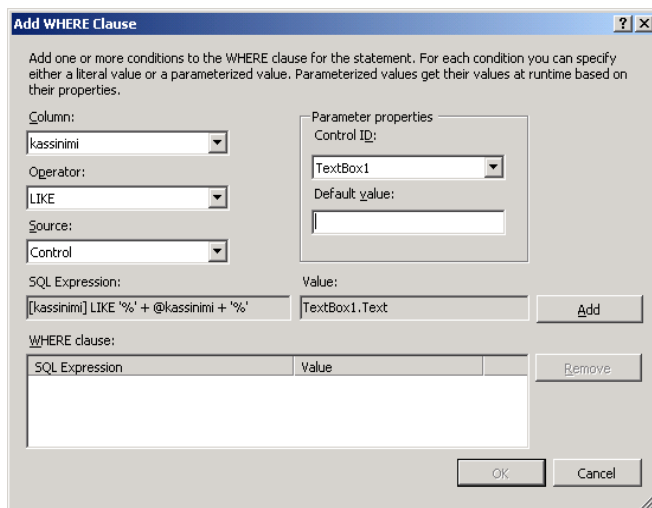 Add WHERE Clause
Add one or more conditions to the WHERE clause for the statement. For each condition you can specify
either a literal value or a parameterized value. Parameterized values get their values at runtime based on
their properties.
Column:
kassinimi
Operator:
LIKE
Source:
Control
Parameter properties
Control ID:
TextBox1
Default value:
SQL Expression:
[kassinimi] LIKE '%' + @kassinimi + '%'
Value:
TextBox1.Text
Add
WHERE clause:
SQL Expression
Value
Remove
OK
Cancel